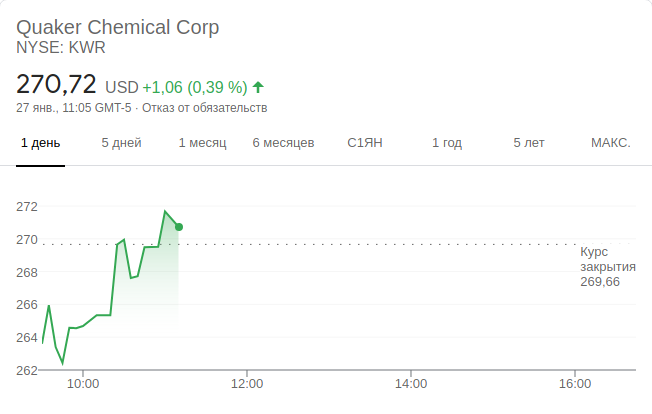 Quaker Chemical Corp
NYSE: KWR
270,72 USD +1,06 (0,39 %)
27 янв., 11:05 GMT-5 · Отказ от обязательств
1 день 5 дней 1 месяц 6 месяцев С1ЯН 1 год 5 лет МАКС.
272
270
Курс
закрытия
269,66
268
266
264
262
10:00 12:00 14:00 16:00